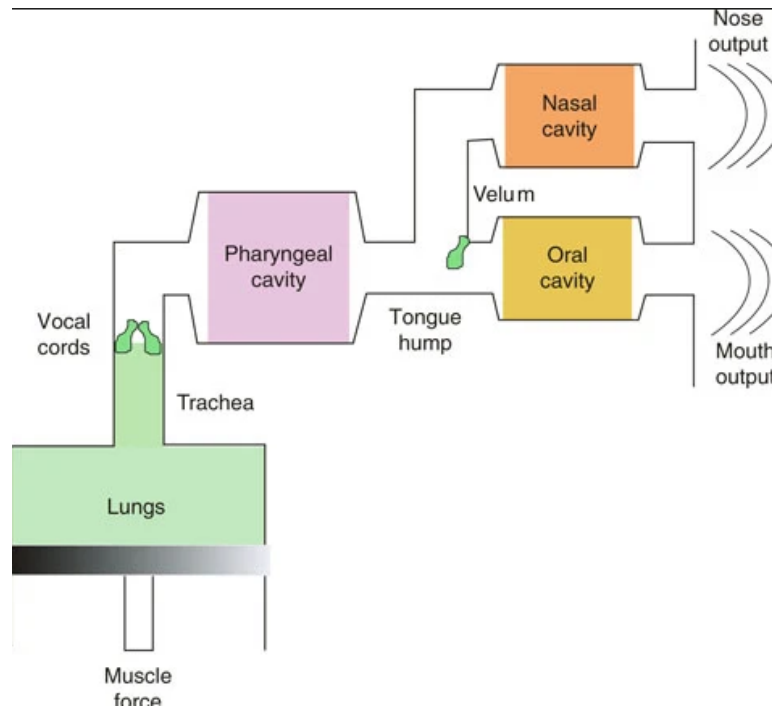 Nose
output
Nasal
cavity
Velum
Pharyngeal
cavity
Oral
cavity
Vocal
cords
Tongue
hump
Mouth
output
Trachea
Lungs
Muscle
force